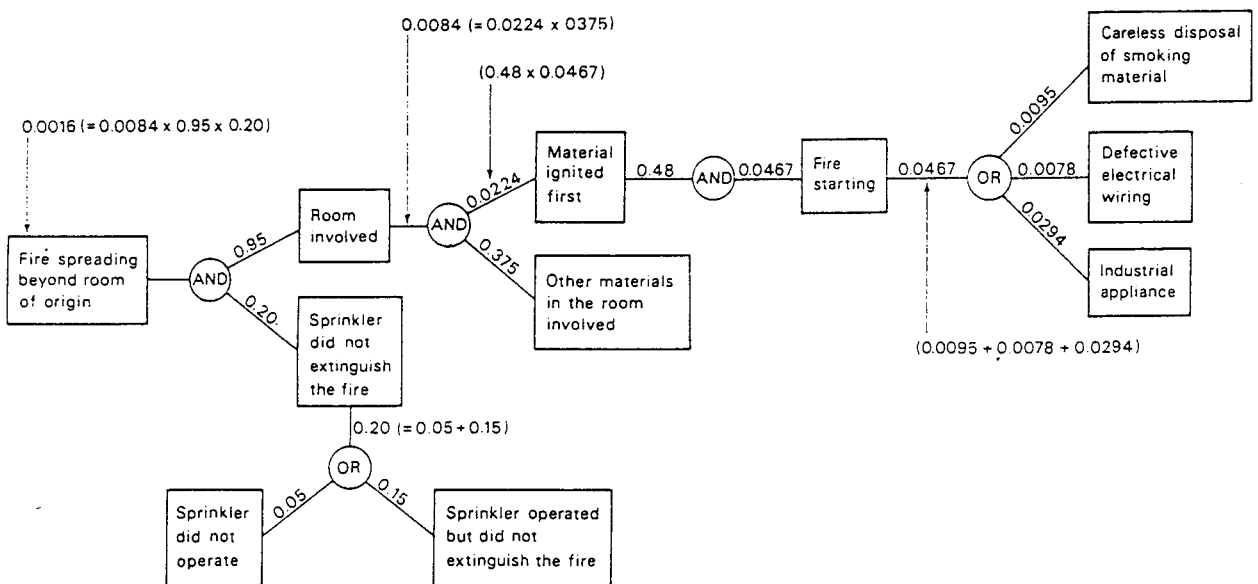 0.0084 (= 0.0224 x 0375)
(0.48 x 0.0467)
0.0016 (= 0.0084 x 0.95 x 0.20)
Careless disposal
of smoking
material
0.0095
Material
ignited
first
0.48
AND
0.0467
Fire
starting
0.0467
OR
0.0078
Defective
electrical
wiring
0.0224
Room
involved
AND
0.95
0.375
0.0294
Fire spreading
beyond room
of origin
AND
Other materials
in the room
involved
Industrial
appliance
0.20
Sprinkler
did not
extinguish
the fire
(0.0095 + 0.0078 + 0.0294)
0.20 (= 0.05 + 0.15)
OR
0.05
0.15
Sprinkler
did not
operate
Sprinkler operated
but did not
extinguish the fire